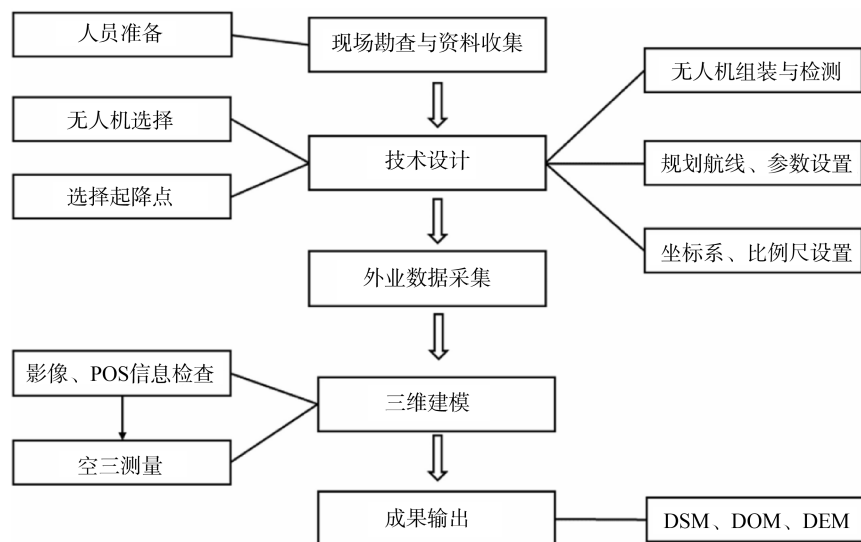 人员准备
现场勘查与资料收集
无人机组装与检测
无人机选择
技术设计
规划航线、参数设置
选择起降点
坐标系、比例尺设置
外业数据采集
影像、POS信息检查
三维建模
空三测量
成果输出
DSM、DOM、DEM